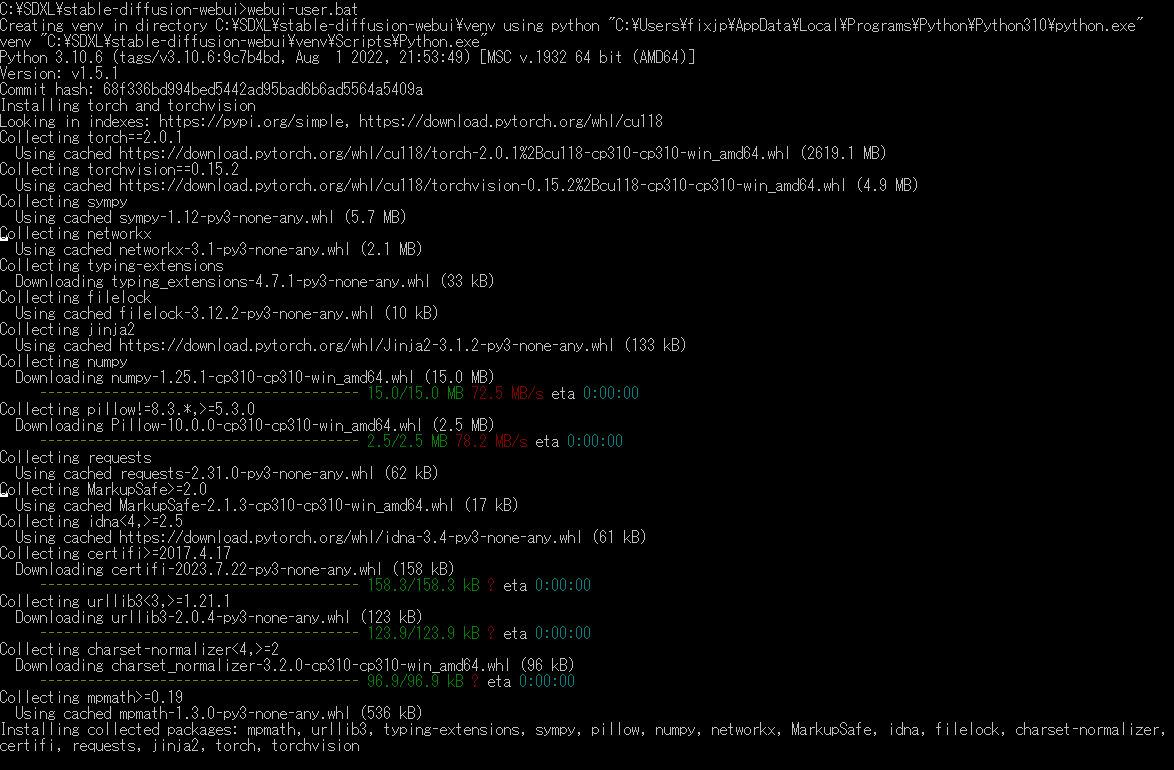 C:¥SDXL¥stable-diffusion-webui>webui-user.bat
Creating venv in directory C:¥SDXL¥stable-diffusion-webui¥venv using python "C:¥Users¥fixjp¥AppData¥Local¥Programs¥Python¥Python310¥python.exe"
venv "C:¥SDXL¥stable-diffusion-webui¥venv¥Scripts¥Python.exe"
Python 3.10.6 (tags/v3.10.6:9c7b4bd, Aug  1 2022, 21:53:49) [MSC v.1932 64 bit (AMD64)]
Version: v1.5.1
Commit hash: 68f336bd994bed5442ad95bad6b6ad5564a5409a
Installing torch and torchvision
Looking in indexes: https://pypi.org/simple, https://download.pytorch.org/whl/cu118
Collecting torch==2.0.1
  Using cached https://download.pytorch.org/whl/cu118/torch-2.0.1%2Bcu118-cp310-cp310-win_amd64.whl (2619.1 MB)
Collecting torchvision==0.15.2
  Using cached https://download.pytorch.org/whl/cu118/torchvision-0.15.2%2Bcu118-cp310-cp310-win_amd64.whl (4.9 MB)
Collecting sympy
  Using cached sympy-1.12-py3-none-any.whl (5.7 MB)
Collecting networkx
  Using cached networkx-3.1-py3-none-any.whl (2.1 MB)
Collecting typing-extensions
  Downloading typing_extensions-4.7.1-py3-none-any.whl (33 kB)
Collecting filelock
  Using cached filelock-3.12.2-py3-none-any.whl (10 kB)
Collecting jinja2
  Using cached https://download.pytorch.org/whl/Jinja2-3.1.2-py3-none-any.whl (133 kB)
Collecting numpy
  Downloading numpy-1.25.1-cp310-cp310-win_amd64.whl (15.0 MB)
     ---------------------------------------- 15.0/15.0 MB 72.5 MB/s eta 0:00:00
Collecting pillow!=8.3.*,>=5.3.0
  Downloading Pillow-10.0.0-cp310-cp310-win_amd64.whl (2.5 MB)
     ---------------------------------------- 2.5/2.5 MB 78.2 MB/s eta 0:00:00
Collecting requests
  Using cached requests-2.31.0-py3-none-any.whl (62 kB)
Collecting MarkupSafe>=2.0
  Using cached MarkupSafe-2.1.3-cp310-cp310-win_amd64.whl (17 kB)
Collecting idna<4,>=2.5
  Using cached https://download.pytorch.org/whl/idna-3.4-py3-none-any.whl (61 kB)
Collecting certifi>=2017.4.17
  Downloading certifi-2023.7.22-py3-none-any.whl (158 kB)
     ---------------------------------------- 158.3/158.3 kB ? eta 0:00:00
Collecting urllib3<3,>=1.21.1
  Downloading urllib3-2.0.4-py3-none-any.whl (123 kB)
     ---------------------------------------- 123.9/123.9 kB ? eta 0:00:00
Collecting charset-normalizer<4,>=2
  Downloading charset_normalizer-3.2.0-cp310-cp310-win_amd64.whl (96 kB)
     ---------------------------------------- 96.9/96.9 kB ? eta 0:00:00
Collecting mpmath>=0.19
  Using cached mpmath-1.3.0-py3-none-any.whl (536 kB)
Installing collected packages: mpmath, urllib3, typing-extensions, sympy, pillow, numpy, networkx, MarkupSafe, idna, filelock, charset-normalizer,
certifi, requests, jinja2, torch, torchvision